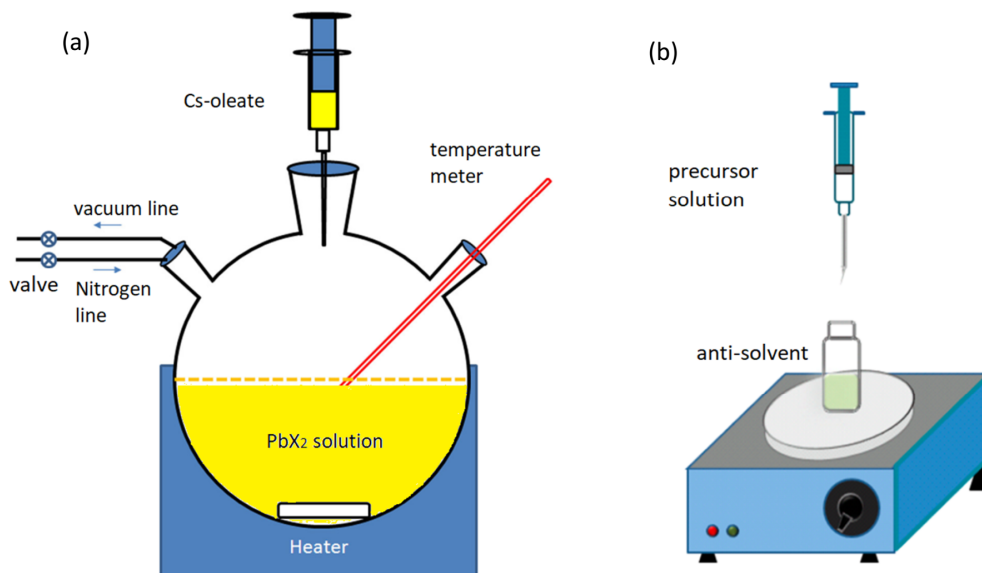 (a)
Cs-oleate
temperature
meter
vacuum line
valve
Nitrogen
line
PbX₂ solution
Heater
(b)
precursor
solution
anti-solvent